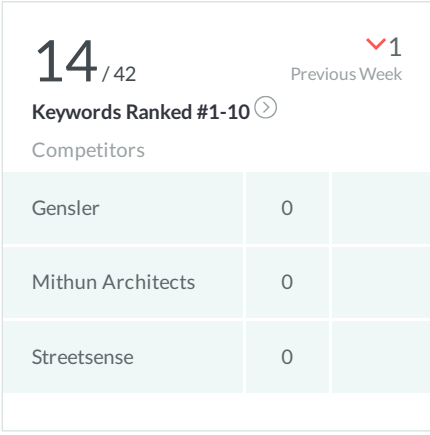 14 / 42
1
Previous Week
Keywords Ranked #1-10
Competitors
Gensler 0
Mithun Architects 0
Streetsense 0